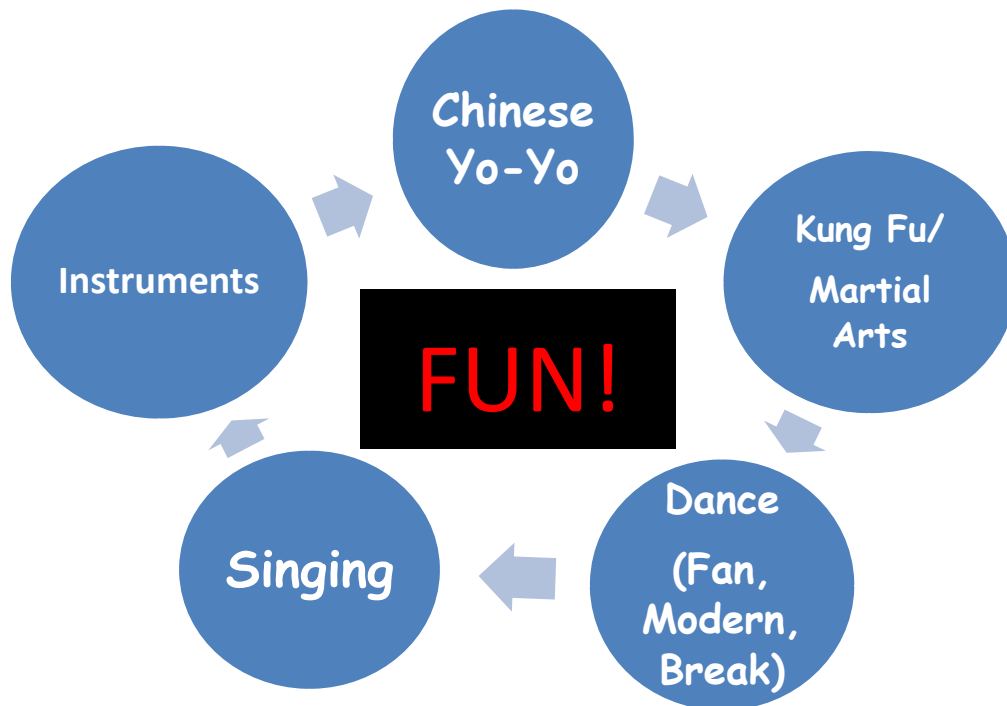 Chinese
Yo-Yo
Kung Fu/
Martial
Arts
Dance
(Fan,
Modern,
Break)
Singing
Instruments
FUN!